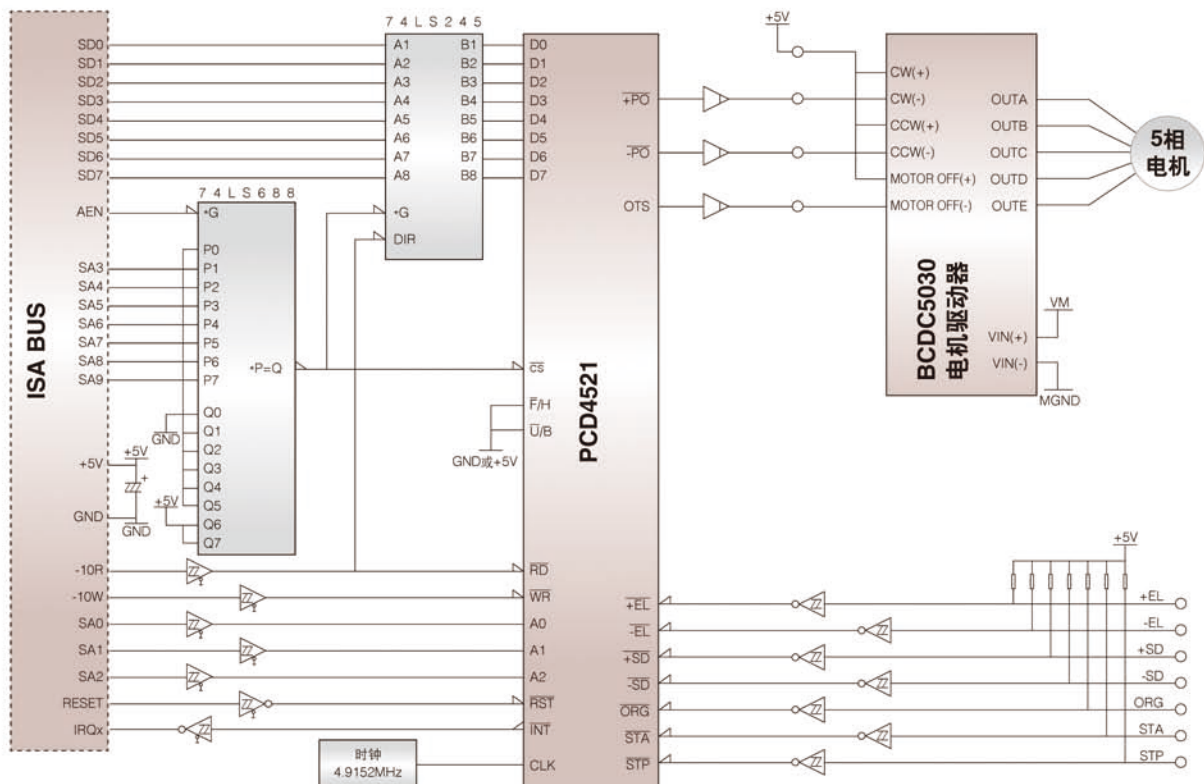 ISA BUS
SD0
SD1
SD2
SD3
SD4
SD5
SD6
SD7
AEN
SA3
SA4
SA5
SA6
SA7
SA8
SA9
+5V
GND
-10R
-10W
SA0
SA1
SA2
RESET
IRQx
+5V
+
GND
74LS688
*G
P0
P1
P2
P3
P4
P5
P6
P7
*P=Q
Q0
Q1
Q2
Q3
Q4
Q5
Q6
Q7
GND
+5V
74LS245
A1 B1
A2 B2
A3 B3
A4 B4
A5 B5
A6 B6
A7 B7
A8 B8
*G
DIR
GND或+5V
时钟
4.9152MHz
PCD4521
D0
D1
D2
D3
D4
D5
D6
D7
CS
F/H
U/B
RD
WR
A0
A1
A2
RST
INT
CLK
+PO
-PO
OTS
+EL
-EL
+SD
-SD
ORG
STA
STP
+5V
BCDC5030
电机驱动器
CW(+)
CW(-)
CCW(+)
CCW(-)
MOTOR OFF(+)
MOTOR OFF(-)
OUTA
OUTB
OUTC
OUTD
OUTE
VIN(+)
VIN(-)
VM
MGND
5相
电机
+5V
+EL
-EL
+SD
-SD
ORG
STA
STP